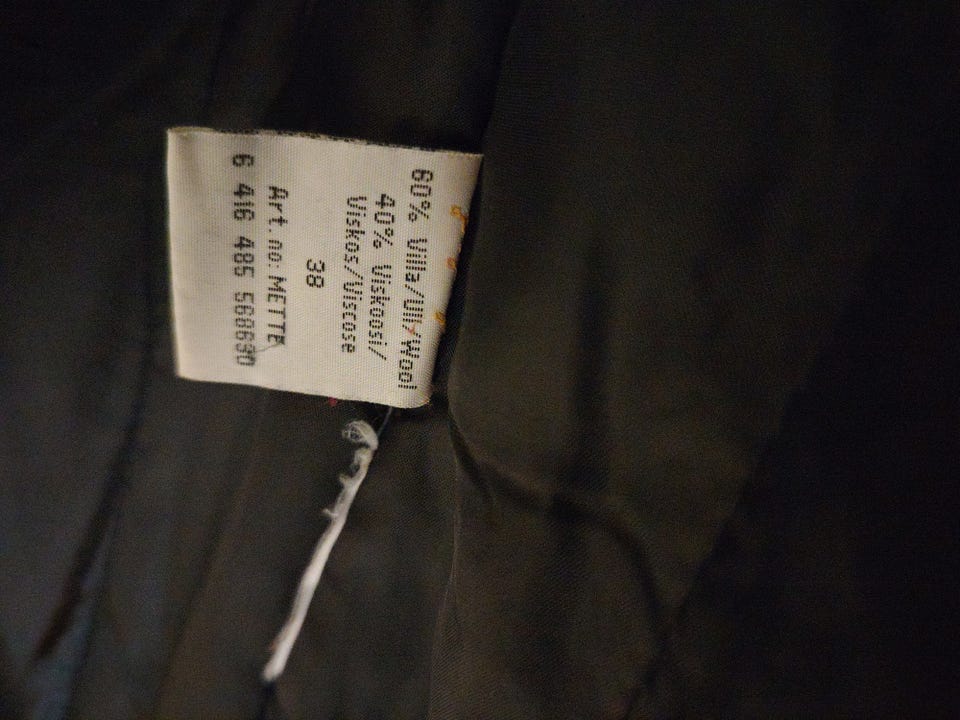 60% Villa/Ull/Wool
40% Viskoosi/
Viskos/Viscose
38
Art. no: METTE
6 416 485 568690